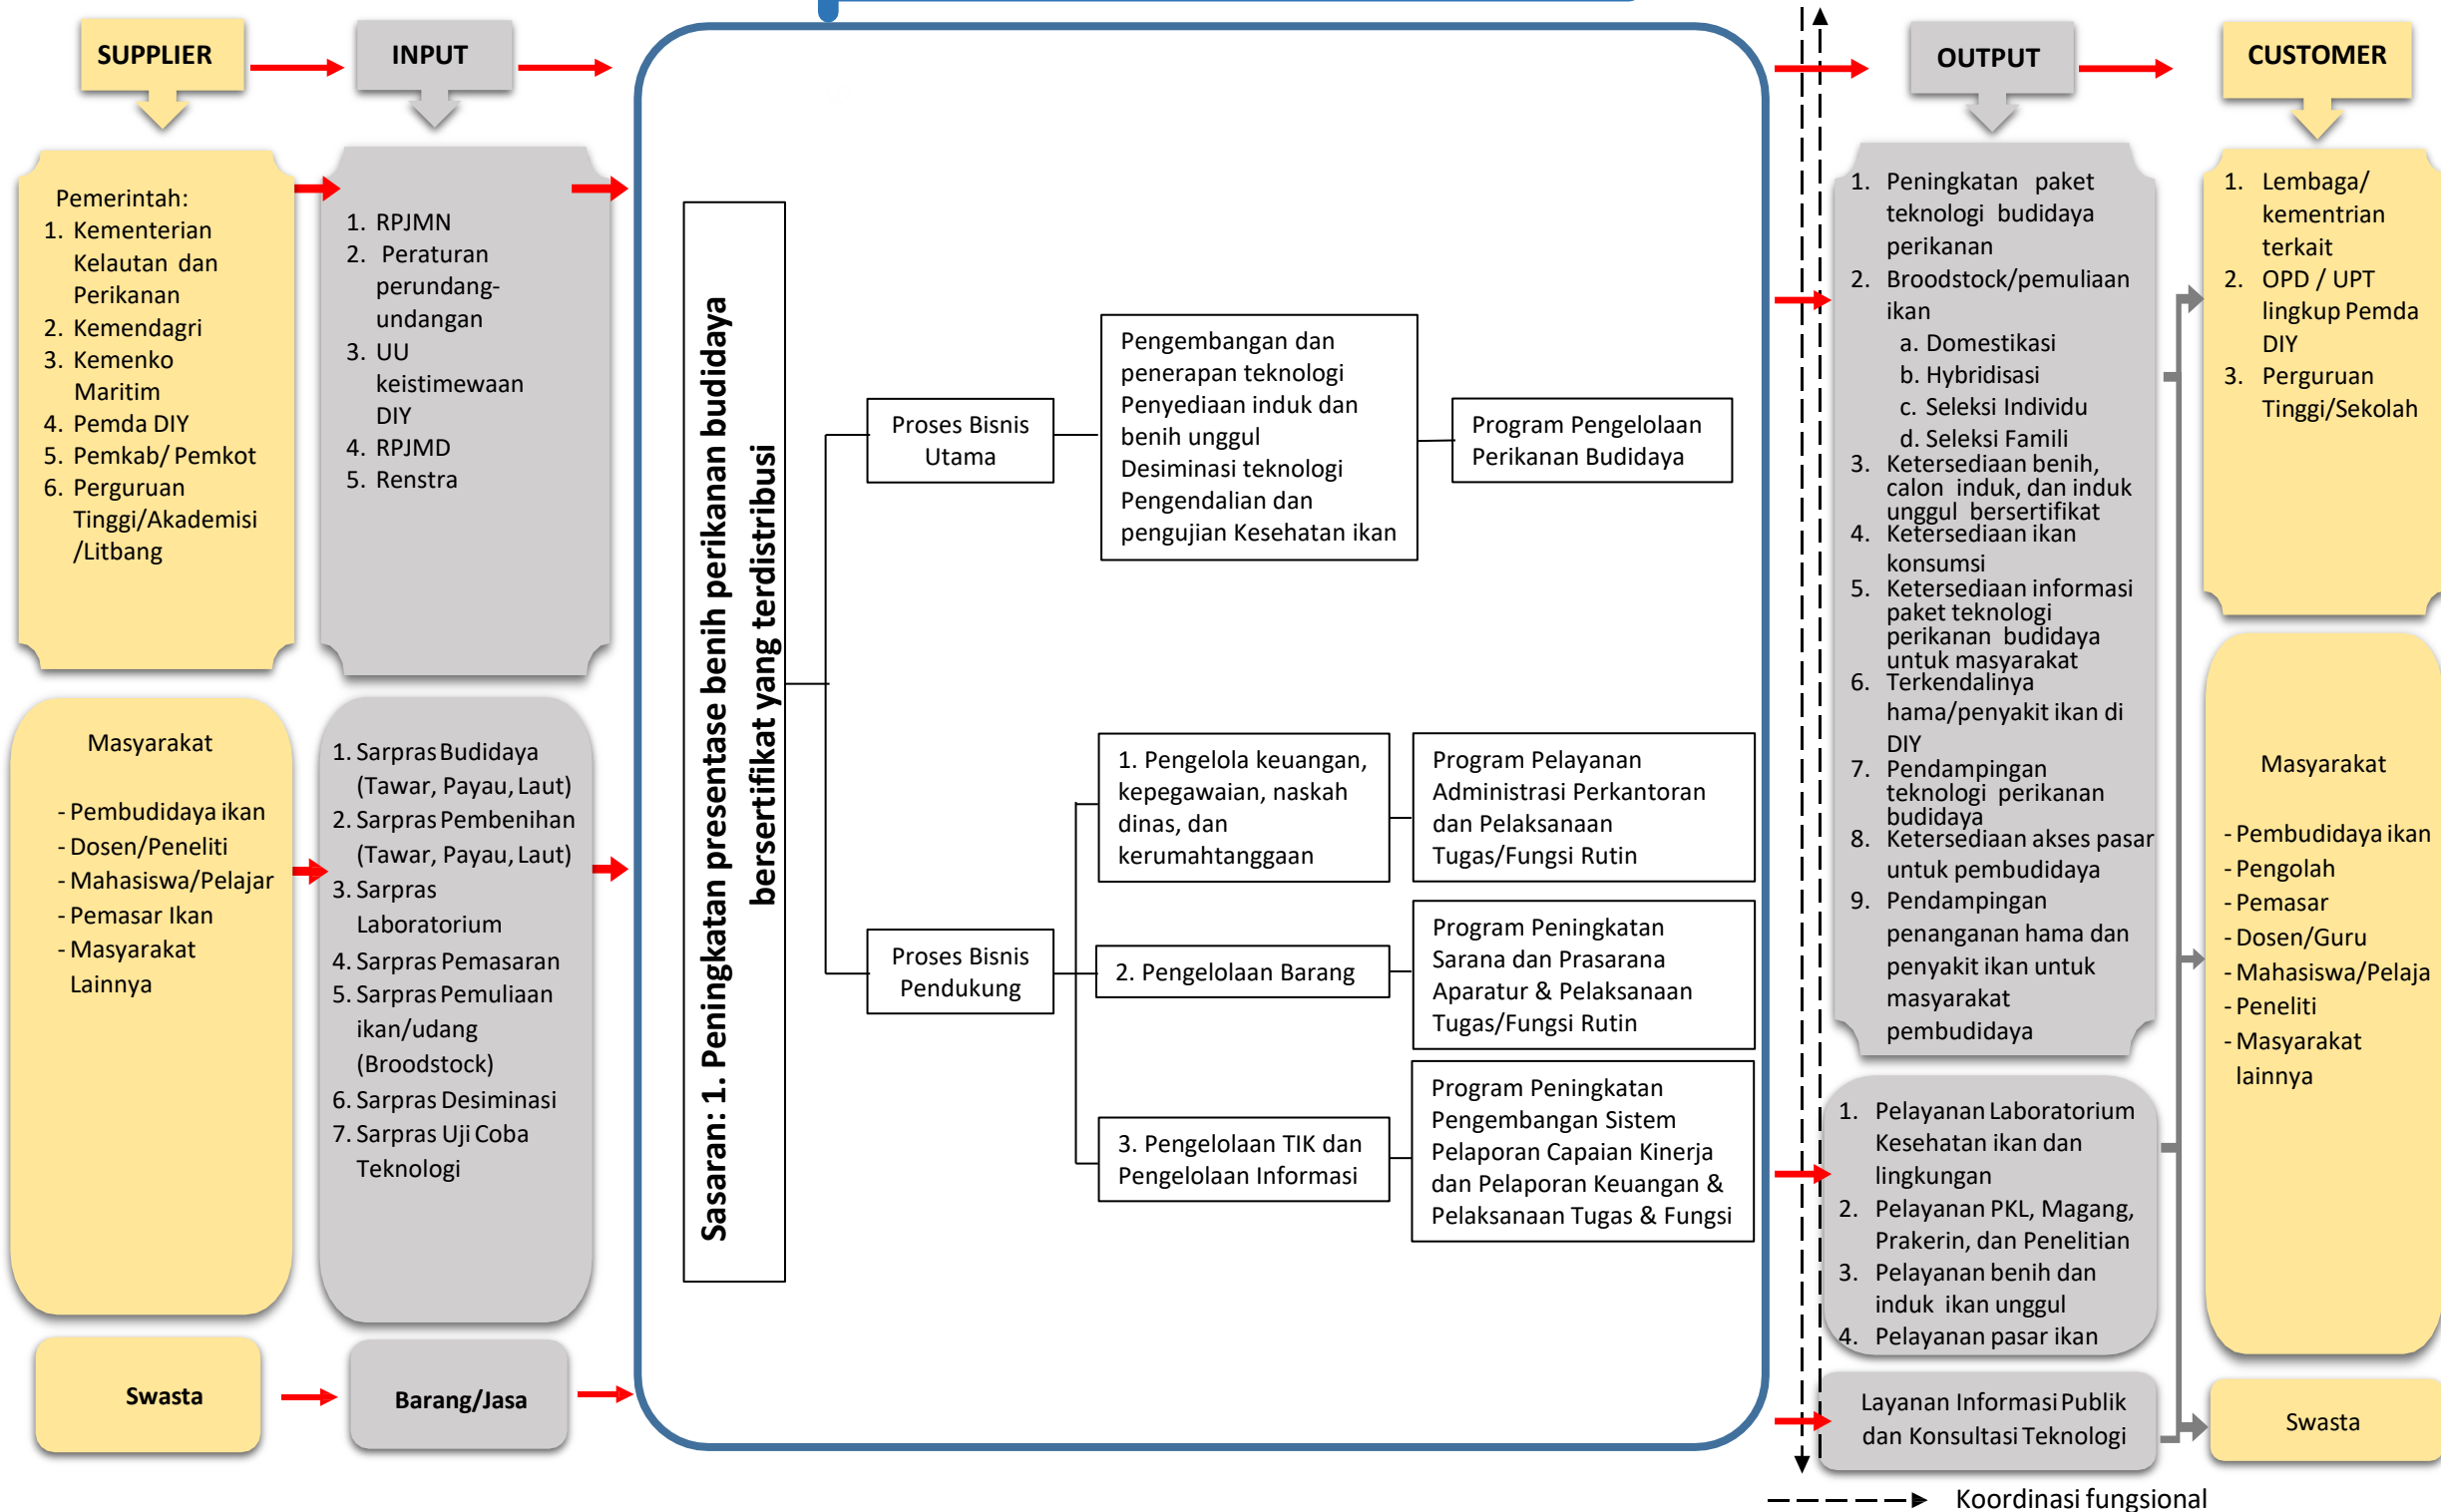 SUPPLIER
INPUT
OUTPUT
CUSTOMER
Pemerintah:
1. Kementerian
Kelautan dan
Perikanan
2. Kemendagri
3. Kemenko
Maritim
4. Pemda DIY
5. Pemkab/ Pemkot
6. Perguruan
Tinggi/Akademisi
/Litbang
1. RPJMN
2. Peraturan
perundang-
undangan
3. UU
keistimewaan
DIY
4. RPJMD
5. Renstra
Masyarakat
- Pembudidaya ikan
- Dosen/Peneliti
- Mahasiswa/Pelajar
- Pemasar Ikan
- Masyarakat
Lainnya
1. Sarpras Budidaya
(Tawar, Payau, Laut)
2. Sarpras Pembenihan
(Tawar, Payau, Laut)
3. Sarpras
Laboratorium
4. Sarpras Pemasaran
5. Sarpras Pemuliaan
ikan/udang
(Broodstock)
6. Sarpras Desiminasi
7. Sarpras Uji Coba
Teknologi
Swasta
Barang/Jasa
Sasaran: 1. Peningkatan presentase benih perikanan budidaya
bersertifikat yang terdistribusi
Proses Bisnis
Utama
Pengembangan dan
penerapan teknologi
Penyediaan induk dan
benih unggul
Desiminasi teknologi
Pengendalian dan
pengujian Kesehatan ikan
Program Pengelolaan
Perikanan Budidaya
Proses Bisnis
Pendukung
1. Pengelola keuangan,
kepegawaian, naskah
dinas, dan
kerumahtanggaan
Program Pelayanan
Administrasi Perkantoran
dan Pelaksanaan
Tugas/Fungsi Rutin
2. Pengelolaan Barang
Program Peningkatan
Sarana dan Prasarana
Aparatur & Pelaksanaan
Tugas/Fungsi Rutin
3. Pengelolaan TIK dan
Pengelolaan Informasi
Program Peningkatan
Pengembangan Sistem
Pelaporan Capaian Kinerja
dan Pelaporan Keuangan &
Pelaksanaan Tugas & Fungsi
1. Peningkatan paket
teknologi budidaya
perikanan
2. Broodstock/pemuliaan
ikan
a. Domestikasi
b. Hybridisasi
c. Seleksi Individu
d. Seleksi Famili
3. Ketersediaan benih,
calon induk, dan induk
unggul bersertifikat
4. Ketersediaan ikan
konsumsi
5. Ketersediaan informasi
paket teknologi
perikanan budidaya
untuk masyarakat
6. Terkendalinya
hama/penyakit ikan di
DIY
7. Pendampingan
teknologi perikanan
budidaya
8. Ketersediaan akses pasar
untuk pembudidaya
9. Pendampingan
penanganan hama dan
penyakit ikan untuk
masyarakat
pembudidaya
1. Pelayanan Laboratorium
Kesehatan ikan dan
lingkungan
2. Pelayanan PKL, Magang,
Prakerin, dan Penelitian
3. Pelayanan benih dan
induk ikan unggul
4. Pelayanan pasar ikan
Layanan Informasi Publik
dan Konsultasi Teknologi
1. Lembaga/
kementrian
terkait
2. OPD / UPT
lingkup Pemda
DIY
3. Perguruan
Tinggi/Sekolah
Masyarakat
- Pembudidaya ikan
- Pengolah
- Pemasar
- Dosen/Guru
- Mahasiswa/Pelaja
- Peneliti
- Masyarakat
lainnya
Swasta
Koordinasi fungsional